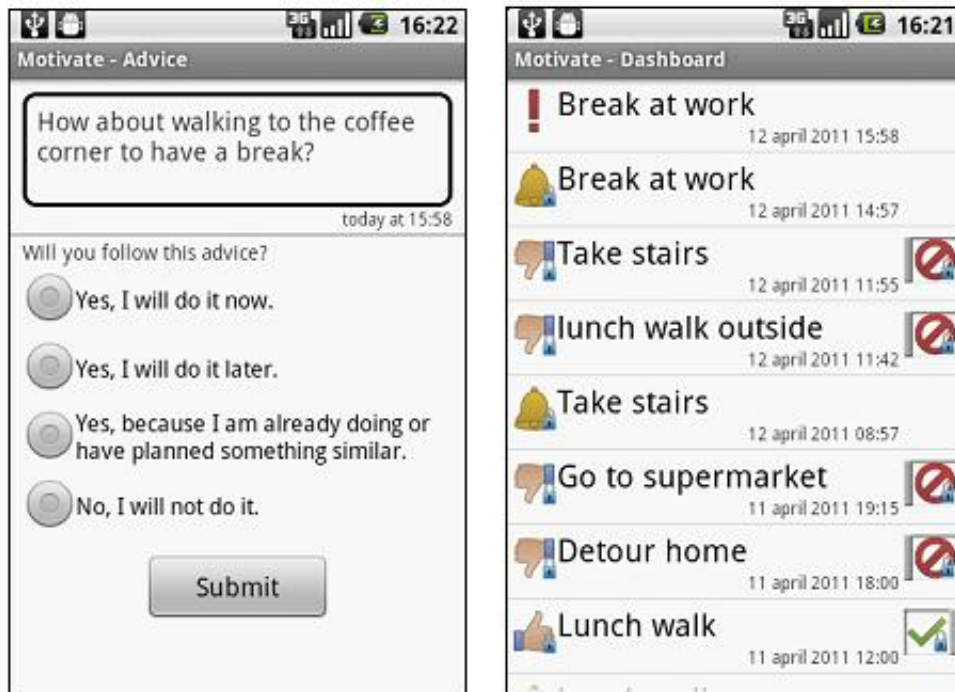 3G 16:22
Motivate - Advice
How about walking to the coffee
corner to have a break?
today at 15:58
Will you follow this advice?
Yes, I will do it now.
Yes, I will do it later.
Yes, because I am already doing or
have planned something similar.
No, I will not do it.
Submit
3G 16:21
Motivate - Dashboard
Break at work
12 april 2011 15:58
Break at work
12 april 2011 14:57
Take stairs
12 april 2011 11:55
lunch walk outside
12 april 2011 11:42
Take stairs
12 april 2011 08:57
Go to supermarket
11 april 2011 19:15
Detour home
11 april 2011 18:00
Lunch walk
11 april 2011 12:00